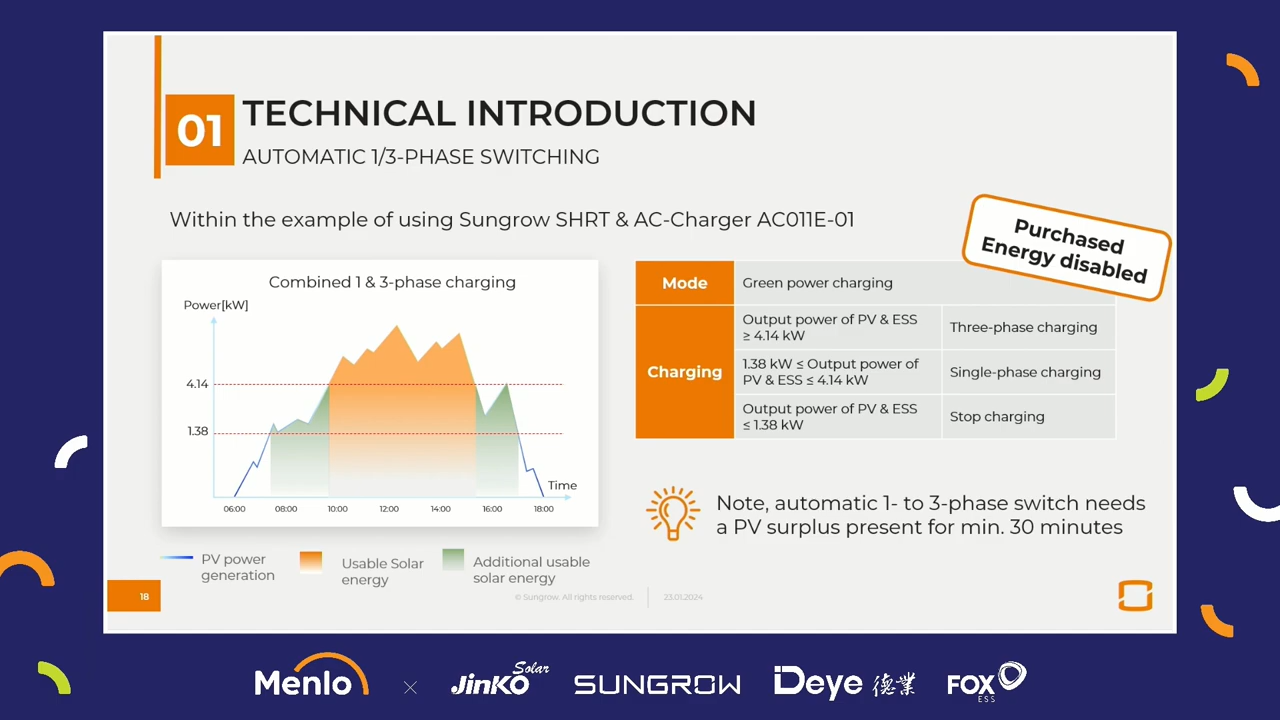 01
TECHNICAL INTRODUCTION
AUTOMATIC 1/3-PHASE SWITCHING
Within the example of using Sungrow SHRT & AC-Charger AC011E-01
Purchased
Energy disabled
Combined 1 & 3-phase charging
Power[kW]
4.14
1.38
Time
06:00 08:00 10:00 12:00 14:00 16:00 18:00
PV power
generation
Usable Solar
energy
Additional usable
solar energy
Mode
Green power charging
Charging
Output power of PV & ESS
≥ 4.14 kW
Three-phase charging
1.38 kW ≤ Output power of
PV & ESS ≤ 4.14 kW
Single-phase charging
Output power of PV & ESS
≤ 1.38 kW
Stop charging
Note, automatic 1- to 3-phase switch needs
a PV surplus present for min. 30 minutes
18
© Sungrow. All rights reserved.
23.01.2024
Menlo
×
JinKO Solar
SUNGROW
Deye 德業
FOX
ESS